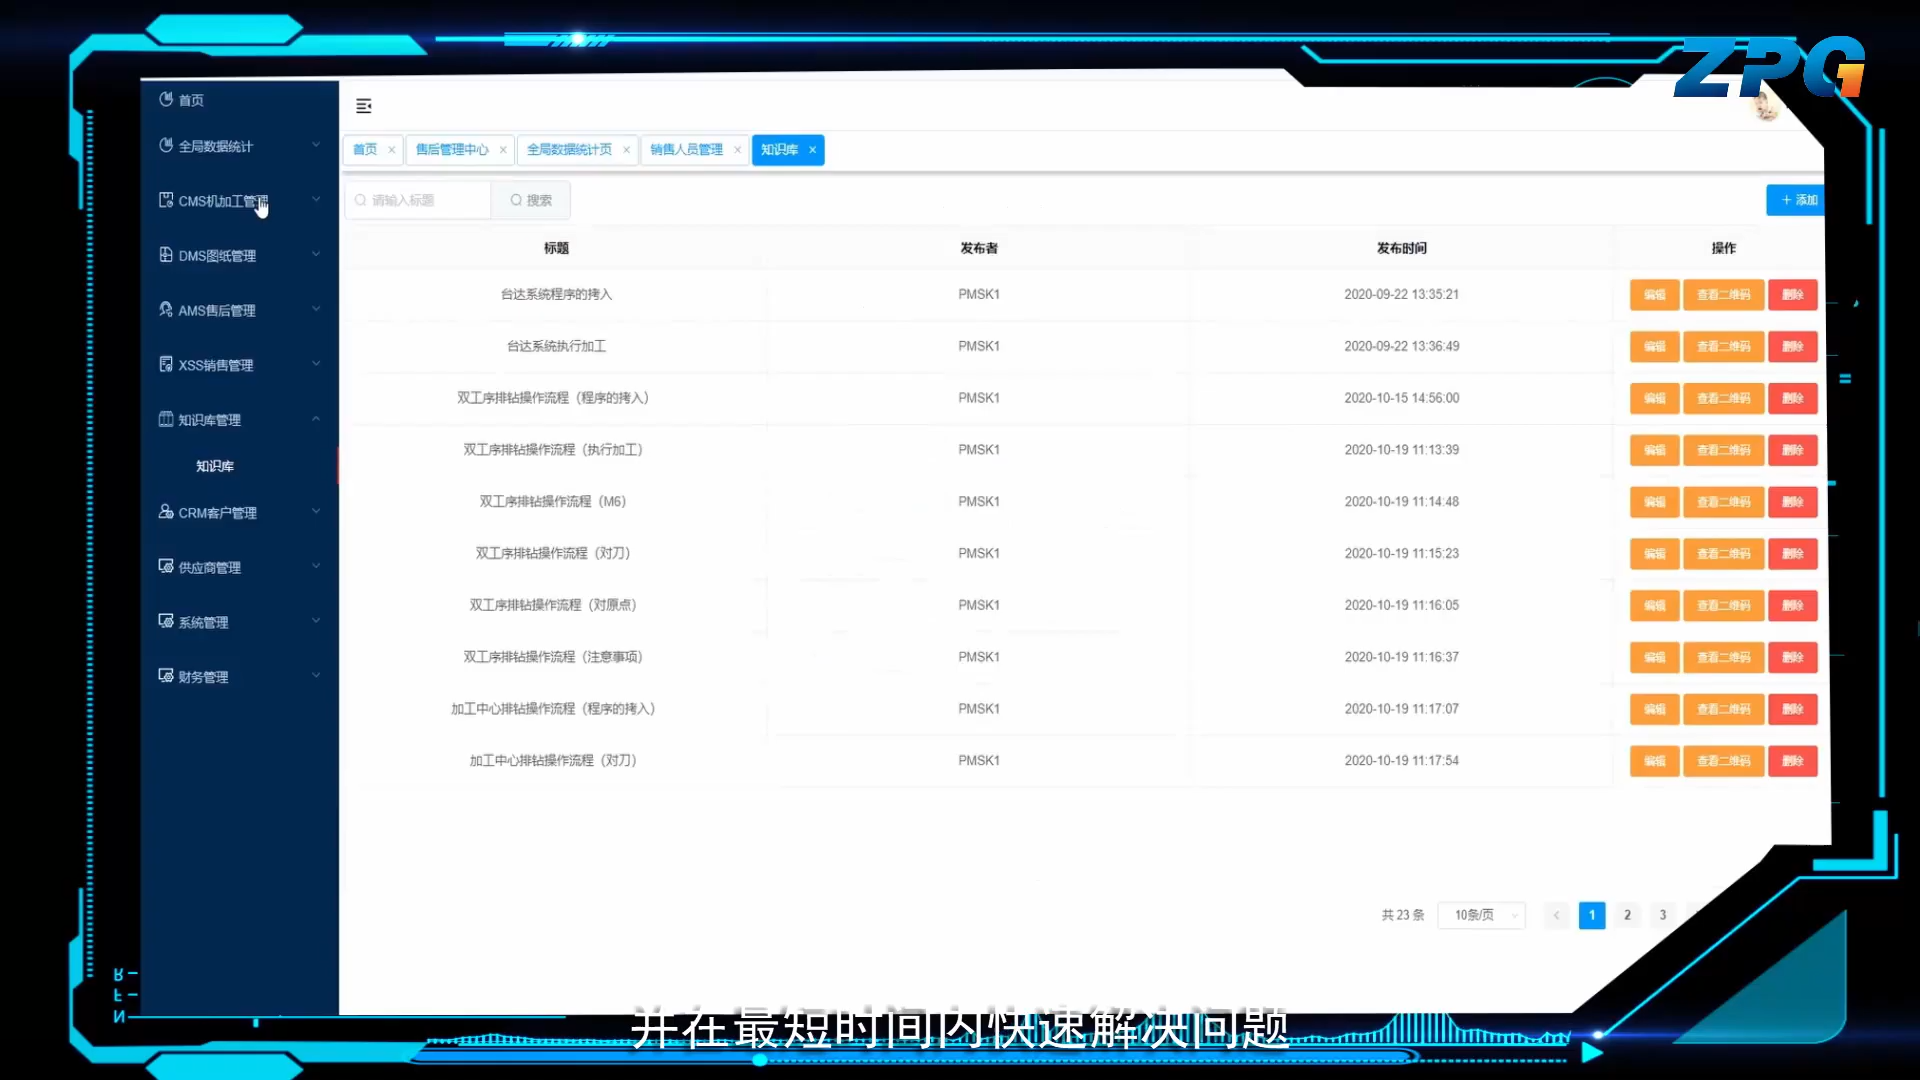 ZPG
首页
全局数据统计
CMS机加工管理
DMS图纸管理
AMS售后管理
XSS销售管理
知识库管理
知识库
CRM客户管理
供应商管理
系统管理
财务管理
首页 × 售后管理中心 × 全局数据统计页 × 销售人员管理 × 知识库 ×
请输入标题 搜索 + 添加
标题 发布者 发布时间 操作
台达系统程序的拷入 PMSK1 2020-09-22 13:35:21 编辑 查看二维码 删除
台达系统执行加工 PMSK1 2020-09-22 13:36:49 编辑 查看二维码 删除
双工序排钻操作流程（程序的拷入） PMSK1 2020-10-15 14:56:00 编辑 查看二维码 删除
双工序排钻操作流程（执行加工） PMSK1 2020-10-19 11:13:39 编辑 查看二维码 删除
双工序排钻操作流程（M6） PMSK1 2020-10-19 11:14:48 编辑 查看二维码 删除
双工序排钻操作流程（对刀） PMSK1 2020-10-19 11:15:23 编辑 查看二维码 删除
双工序排钻操作流程（对原点） PMSK1 2020-10-19 11:16:05 编辑 查看二维码 删除
双工序排钻操作流程（注意事项） PMSK1 2020-10-19 11:16:37 编辑 查看二维码 删除
加工中心排钻操作流程（程序的拷入） PMSK1 2020-10-19 11:17:07 编辑 查看二维码 删除
加工中心排钻操作流程（对刀） PMSK1 2020-10-19 11:17:54 编辑 查看二维码 删除
共 23 条 10条/页 < 1 2 3
并在最短时间内快速解决问题